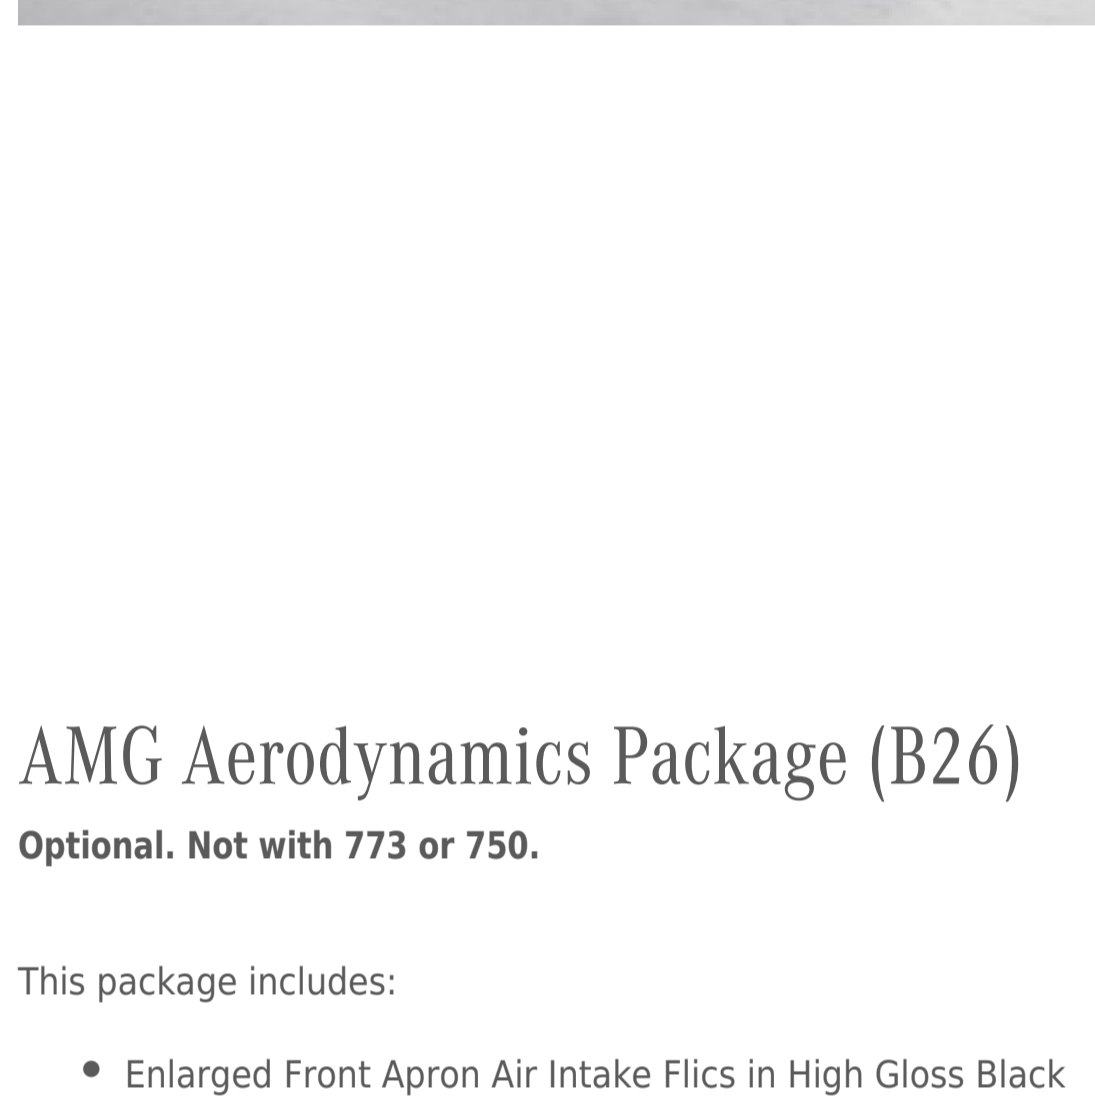 AMG Aerodynamics Package (B26)
Optional. Not with 773 or 750.
This package includes:
• Enlarged Front Apron Air Intake Flics in High Gloss Black